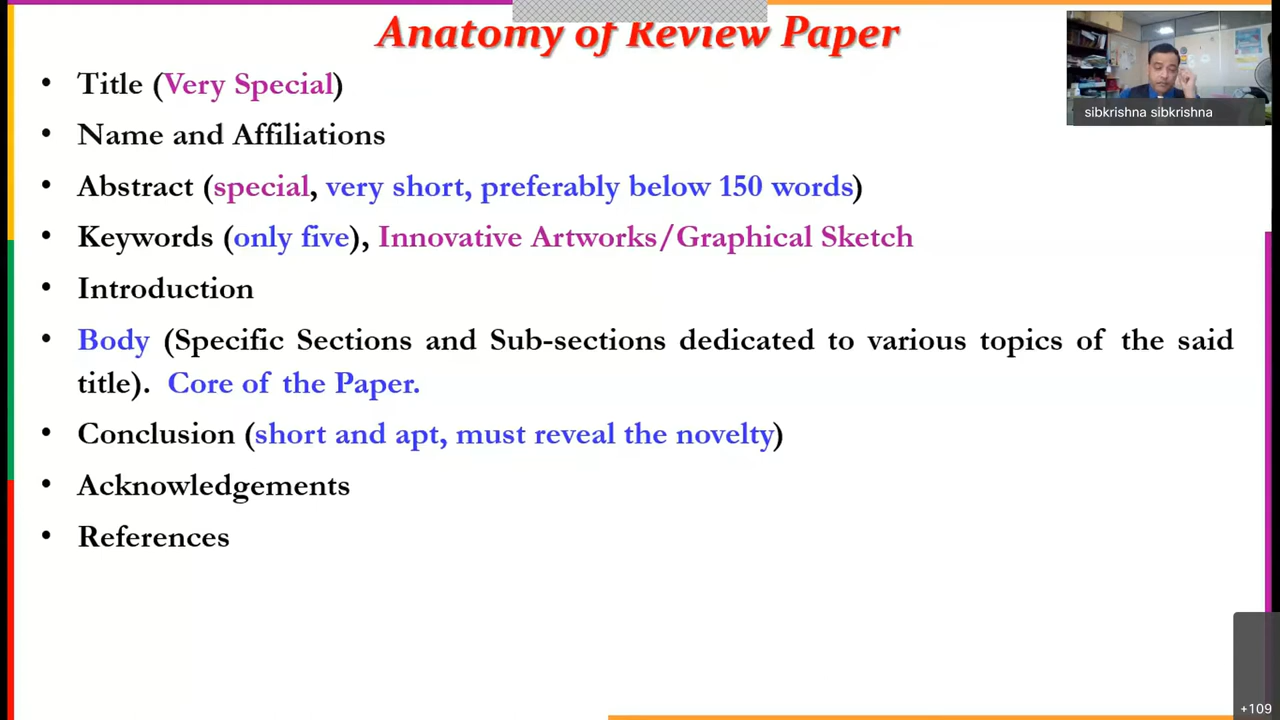 Anatomy of Review Paper
sibkrishna sibkrishna
• Title (Very Special)
• Name and Affiliations
• Abstract (special, very short, preferably below 150 words)
• Keywords (only five), Innovative Artworks/Graphical Sketch
• Introduction
• Body (Specific Sections and Sub-sections dedicated to various topics of the said
title). Core of the Paper.
• Conclusion (short and apt, must reveal the novelty)
• Acknowledgements
• References
+109